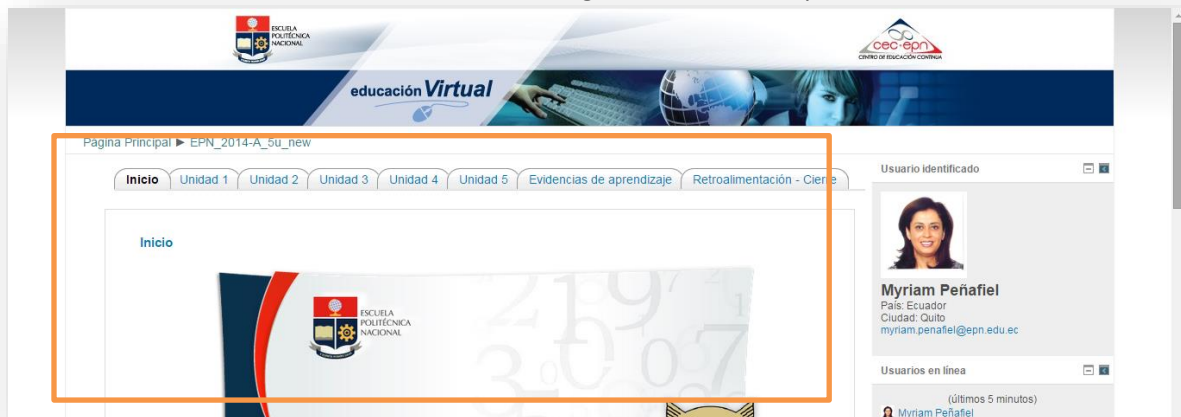 ESCUELA
POLITÉCNICA
NACIONAL
cec-epn
CENTRO DE EDUCACIÓN CONTINUA
educación Virtual
Página Principal ► EPN_2014-A_5u_new
Inicio Unidad 1 Unidad 2 Unidad 3 Unidad 4 Unidad 5 Evidencias de aprendizaje Retroalimentación - Cierre
Inicio
ESCUELA
POLITÉCNICA
NACIONAL
Usuario identificado
Myriam Peñafiel
País: Ecuador
Ciudad: Quito
myriam.penafiel@epn.edu.ec
Usuarios en línea
(últimos 5 minutos)
Myriam Peñafiel